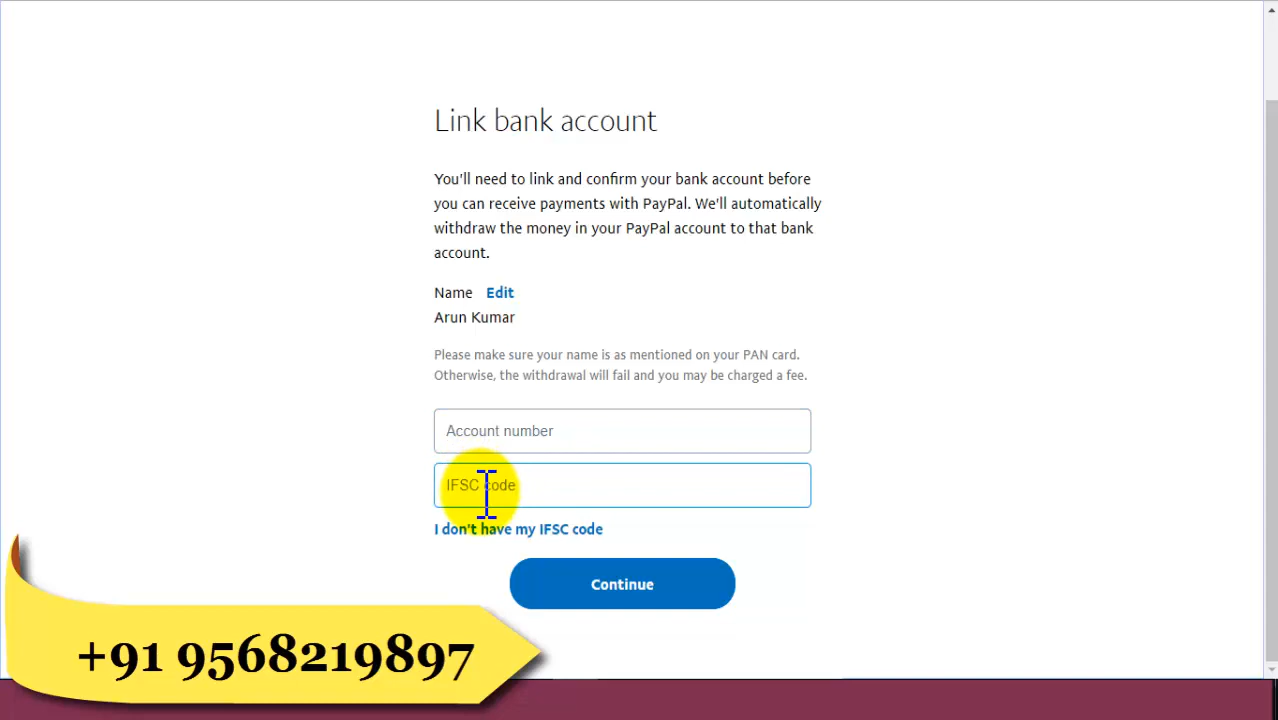 Link bank account
You'll need to link and confirm your bank account before
you can receive payments with PayPal. We'll automatically
withdraw the money in your PayPal account to that bank
account.
Name Edit
Arun Kumar
Please make sure your name is as mentioned on your PAN card.
Otherwise, the withdrawal will fail and you may be charged a fee.
Account number
IFSC code
I don't have my IFSC code
Continue
+91 9568219897